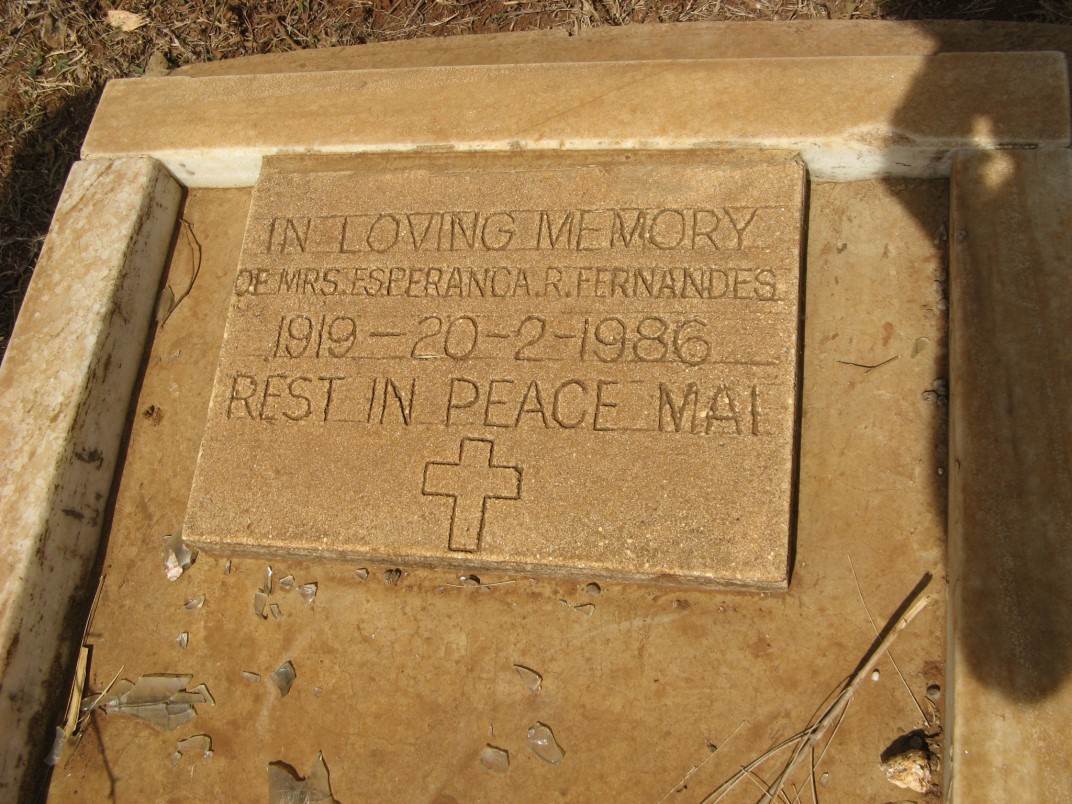 IN LOVING MEMORY
OF MRS. ESPERANCA. R. FERNANDES
1919 - 20-2-1986
REST IN PEACE MAI